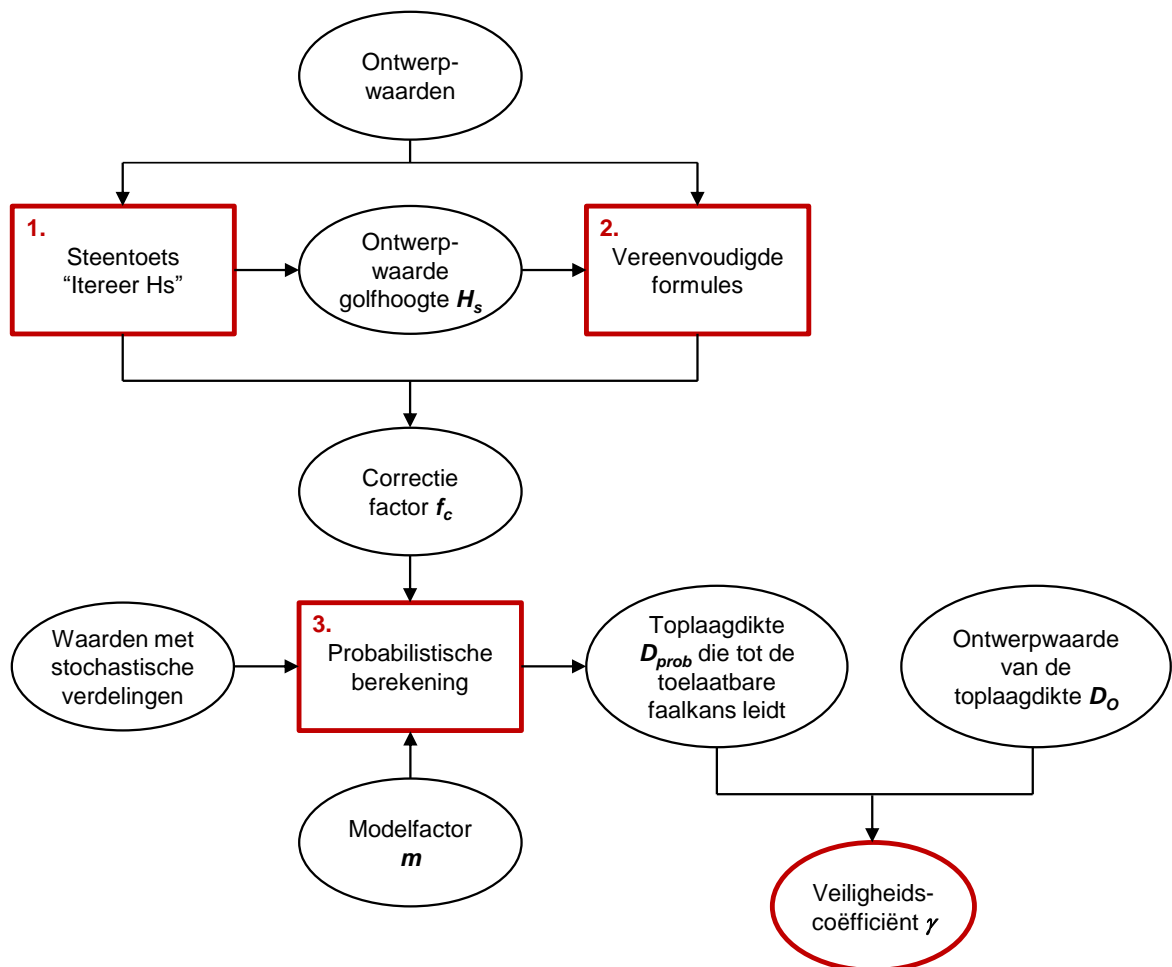 Ontwerp-
waarden
1.
Steentoets
“Itereer Hs”
Ontwerp-
waarde
golfhoogte Hs
2.
Vereenvoudigde
formules
Correctie
factor fc
Waarden met
stochastische
verdelingen
3.
Probabilistische
berekening
Toplaagdikte
Dprob die tot de
toelaatbare
faalkans leidt
Ontwerpwaarde
van de
toplaagdikte DO
Modelfactor
m
Veiligheids-
coëfficiënt γ